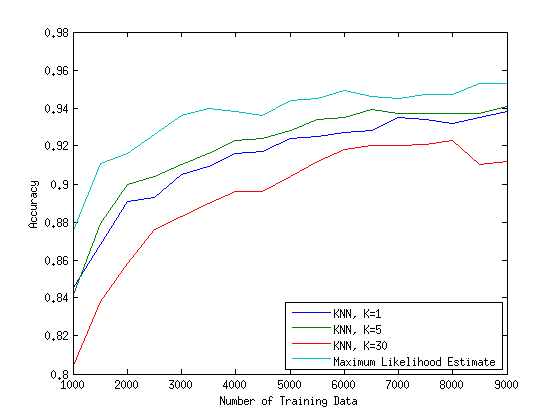 0.98
0.96
0.94
0.92
0.9
0.88
0.86
0.84
0.82
0.8
Accuracy
KNN, K=1
KNN, K=5
KNN, K=30
Maximum Likelihood Estimate
1000 2000 3000 4000 5000 6000 7000 8000 9000
Number of Training Data